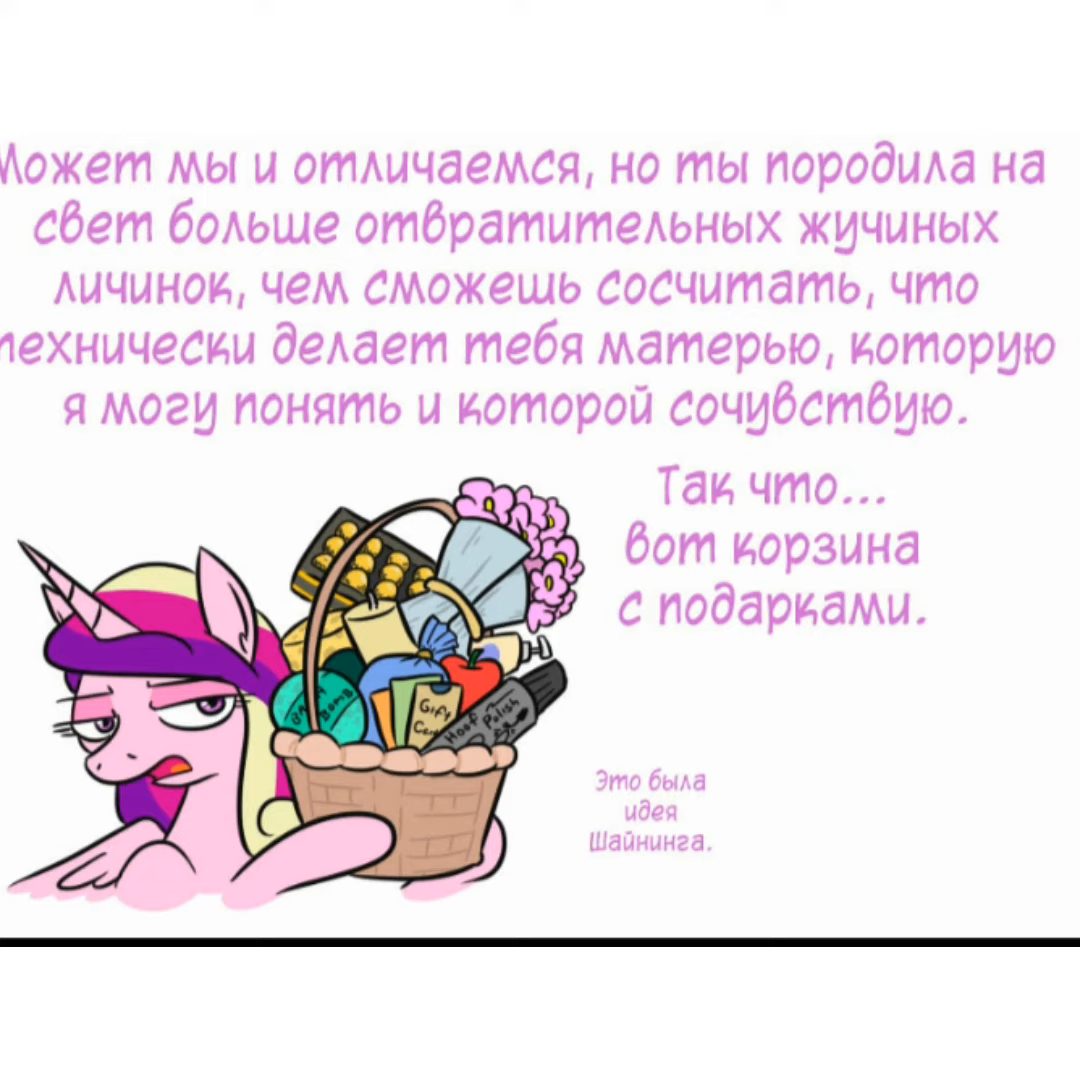 Может мы и отличаемся, но ты породила на
свет больше отвратительных жучиных
личинок, чем сможешь сосчитать, что
технически делает тебя матерью, которую
я могу понять и которой сочувствую.
Так что...
вот корзина
с подарками.
BATH
BOMB
Gift
Card
Hoof Polish
Это была
идея
Шайнинга.